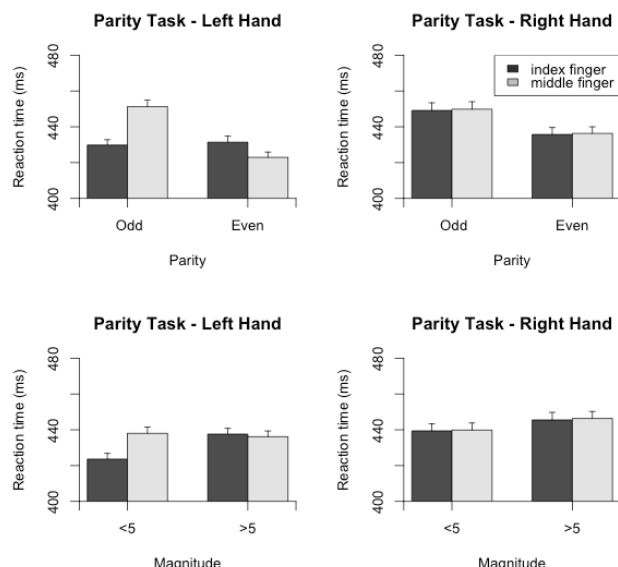 Parity Task - Left Hand
Reaction time (ms)
480
440
400
Odd Even
Parity
Parity Task - Right Hand
Reaction time (ms)
480
440
400
index finger
middle finger
Odd Even
Parity
Parity Task - Left Hand
Reaction time (ms)
480
440
400
<5 >5
Magnitude
Parity Task - Right Hand
Reaction time (ms)
480
440
400
<5 >5
Magnitude